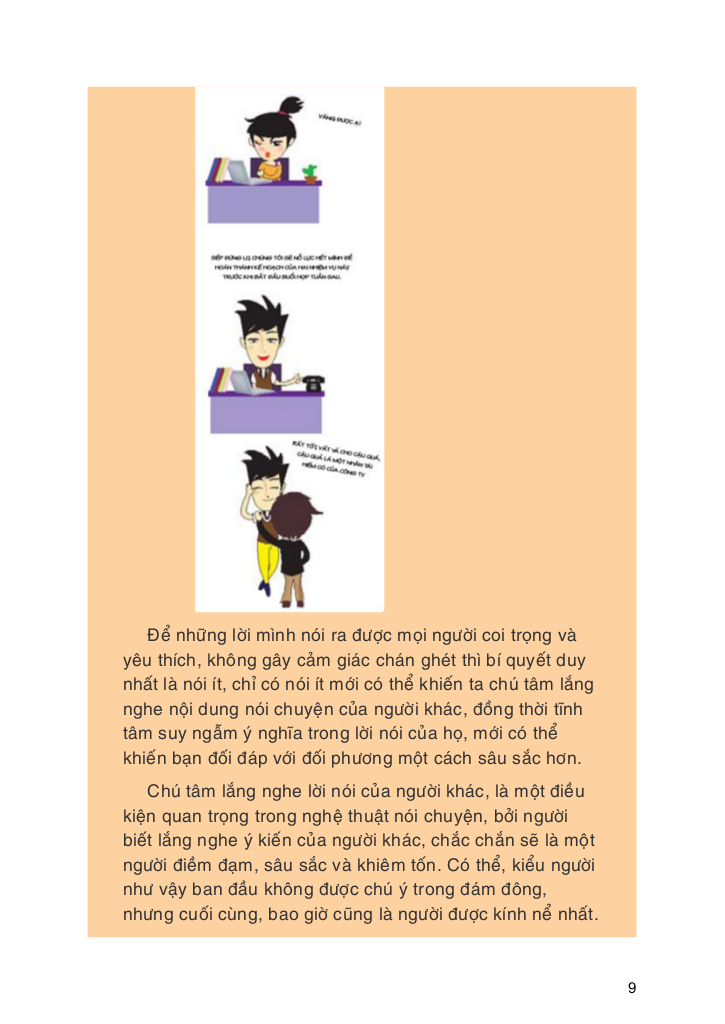 VÂNG ĐƯỢC Ạ!
SẾP ĐỪNG LO, CHÚNG TÔI SẼ NỖ LỰC HẾT MÌNH ĐỂ
HOÀN THÀNH KẾ HOẠCH CỦA HAI NHIỆM VỤ NÀY
TRƯỚC KHI BẮT ĐẦU BUỔI HỌP TUẦN SAU.
RẤT TỐT, VẤT VẢ CHO CẬU QUÁ,
CẬU QUẢ LÀ MỘT NHÂN TÀI
HIẾM CÓ CỦA CÔNG TY
Để những lời mình nói ra được mọi người coi trọng và
yêu thích, không gây cảm giác chán ghét thì bí quyết duy
nhất là nói ít, chỉ có nói ít mới có thể khiến ta chú tâm lắng
nghe nội dung nói chuyện của người khác, đồng thời tĩnh
tâm suy ngẫm ý nghĩa trong lời nói của họ, mới có thể
khiến bạn đối đáp với đối phương một cách sâu sắc hơn.
Chú tâm lắng nghe lời nói của người khác, là một điều
kiện quan trọng trong nghệ thuật nói chuyện, bởi người
biết lắng nghe ý kiến của người khác, chắc chắn sẽ là một
người điềm đạm, sâu sắc và khiêm tốn. Có thể, kiểu người
như vậy ban đầu không được chú ý trong đám đông,
nhưng cuối cùng, bao giờ cũng là người được kính nể nhất.
9